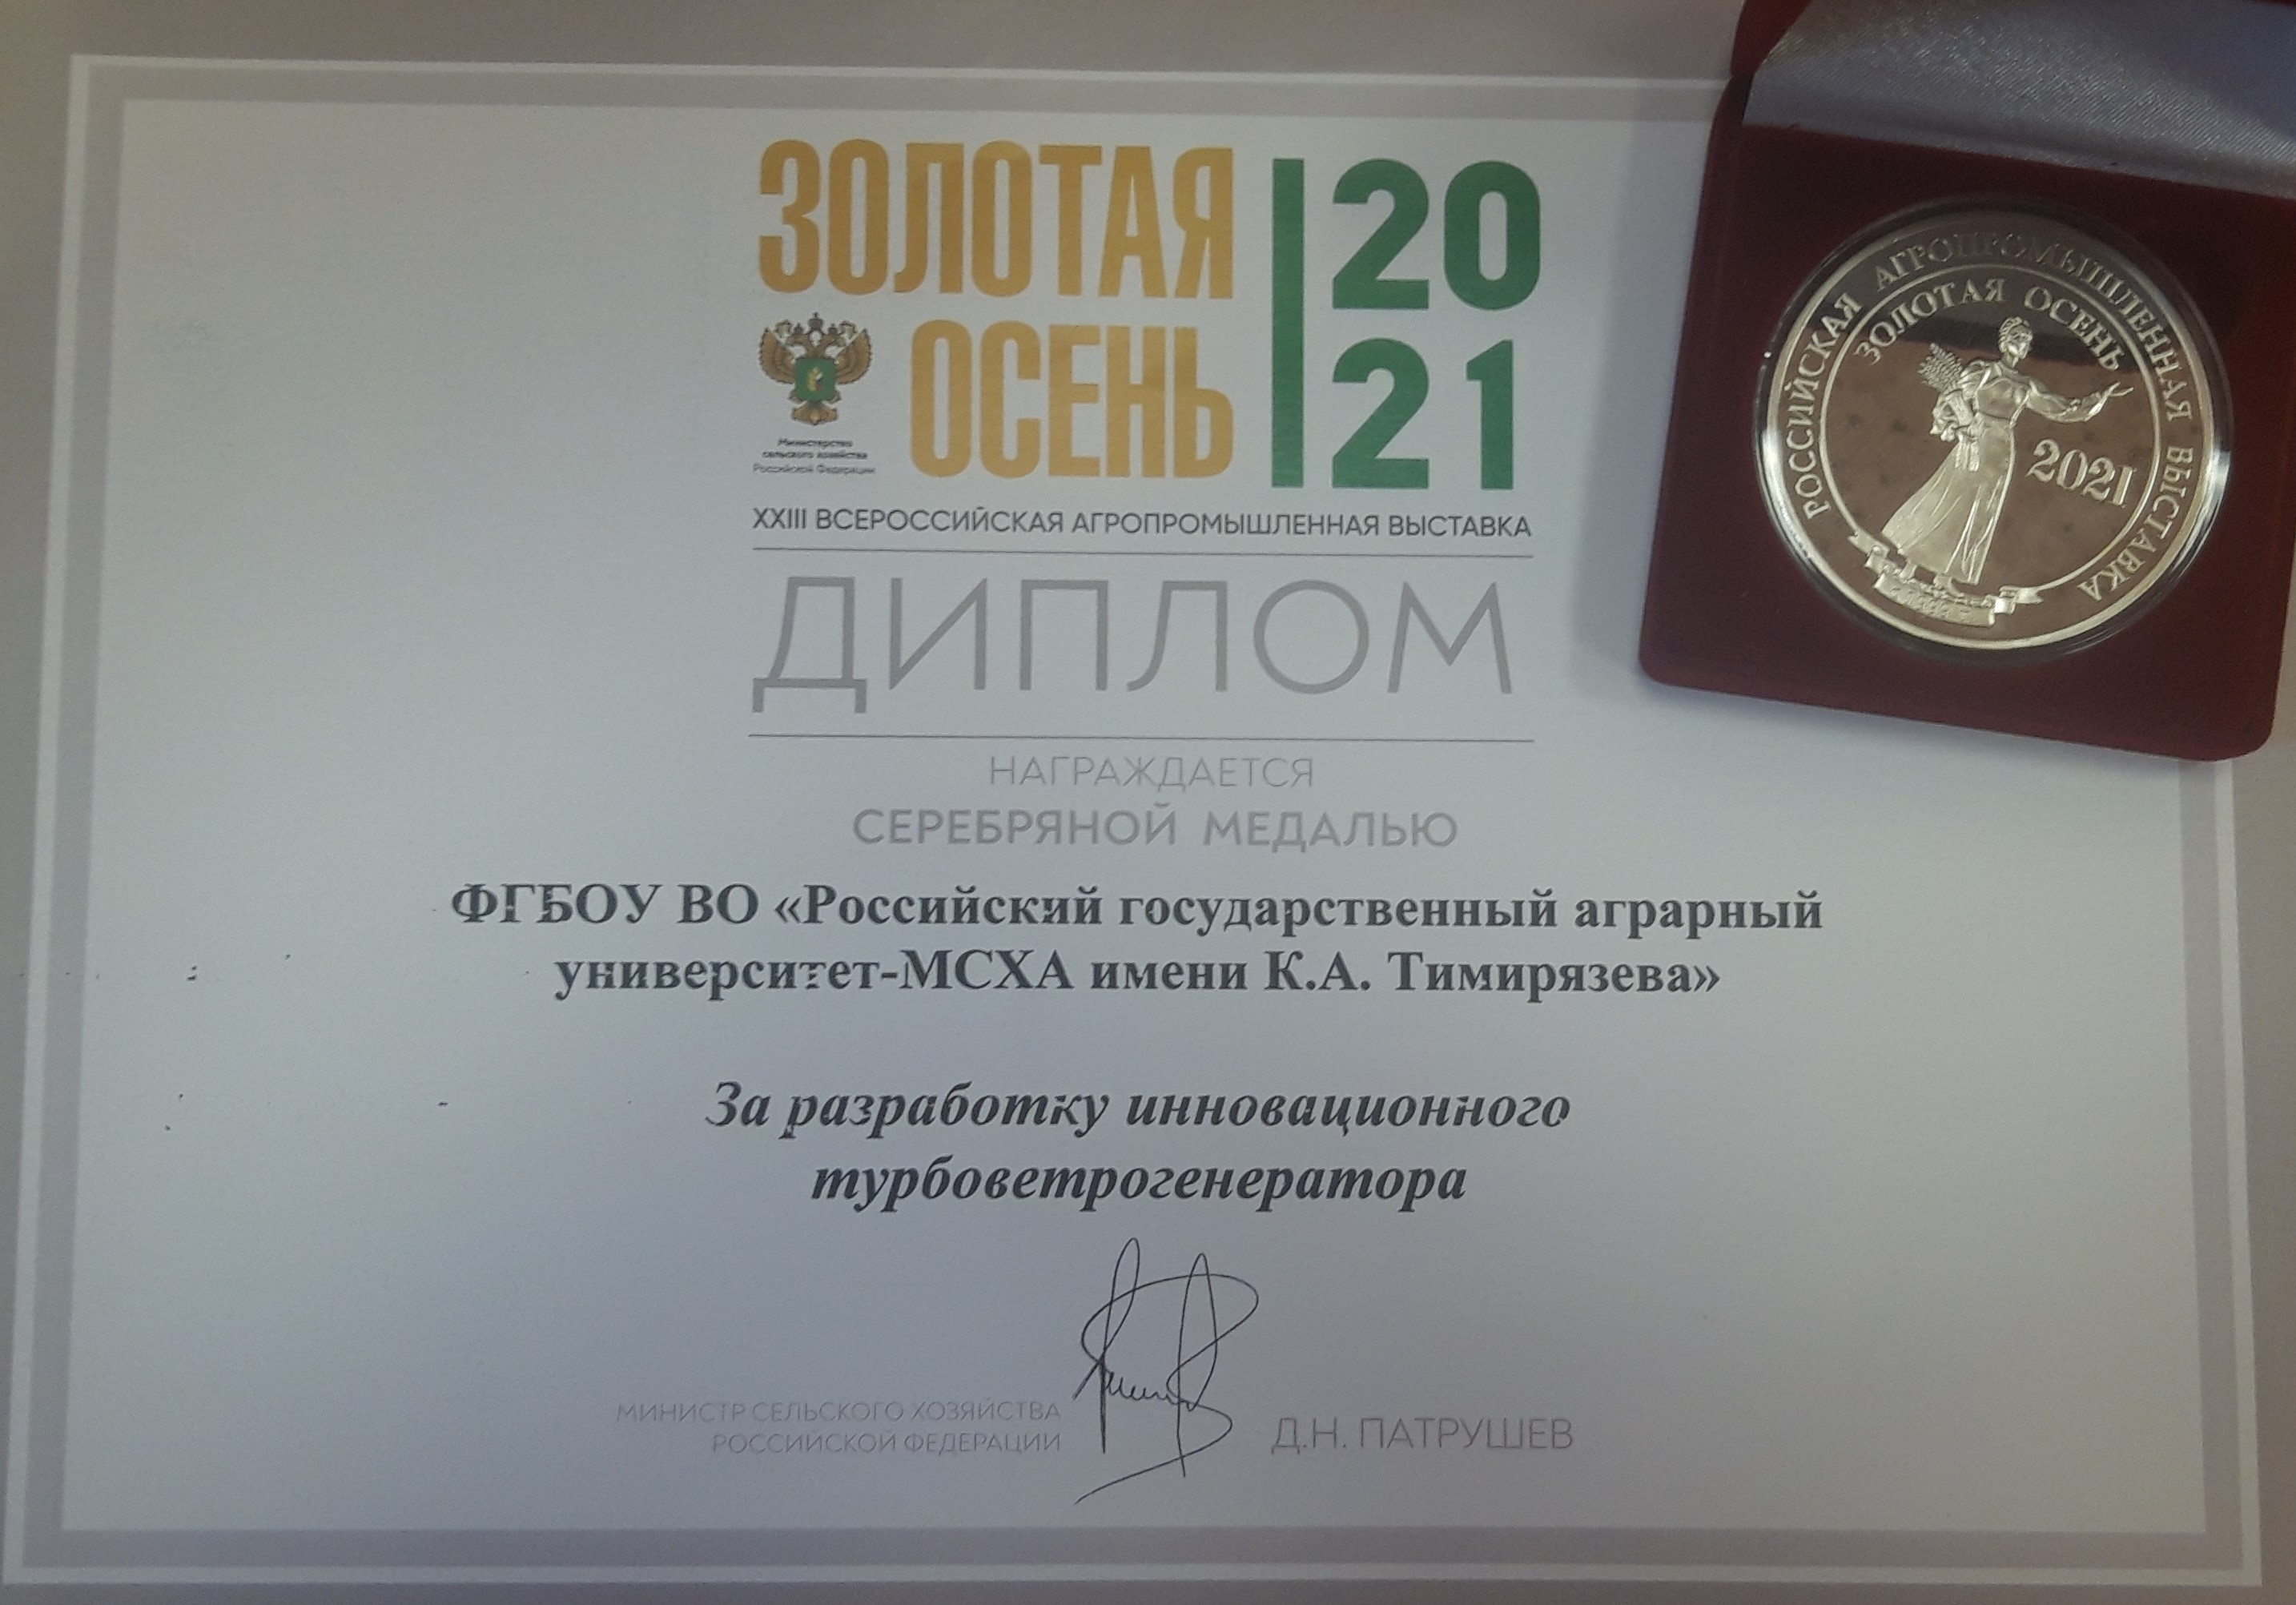 ЗОЛОТАЯ
ОСЕНЬ
20
21
Министерство
сельского хозяйства
Российской Федерации
XXIII ВСЕРОССИЙСКАЯ АГРОПРОМЫШЛЕННАЯ ВЫСТАВКА
ДИПЛОМ
НАГРАЖДАЕТСЯ
СЕРЕБРЯНОЙ МЕДАЛЬЮ
ФГБОУ ВО «Российский государственный аграрный
университет-МСХА имени К.А. Тимирязева»
За разработку инновационного
турбоветрогенератора
МИНИСТР СЕЛЬСКОГО ХОЗЯЙСТВА
РОССИЙСКОЙ ФЕДЕРАЦИИ
Д.Н. ПАТРУШЕВ
РОССИЙСКАЯ АГРОПРОМЫШЛЕННАЯ ВЫСТАВКА
ЗОЛОТАЯ ОСЕНЬ
2021